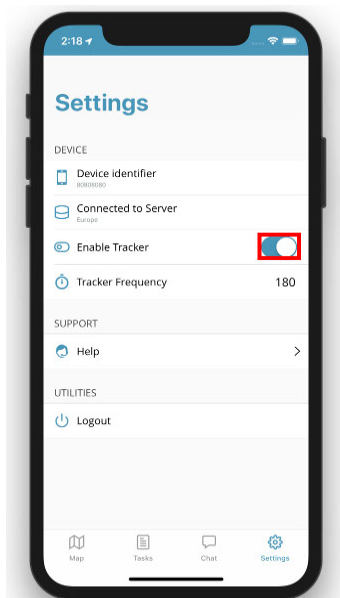 2:18
Settings
DEVICE
Device identifier
80808080
Connected to Server
Europe
Enable Tracker
Tracker Frequency 180
SUPPORT
Help
UTILITIES
Logout
Map Tasks Chat Settings